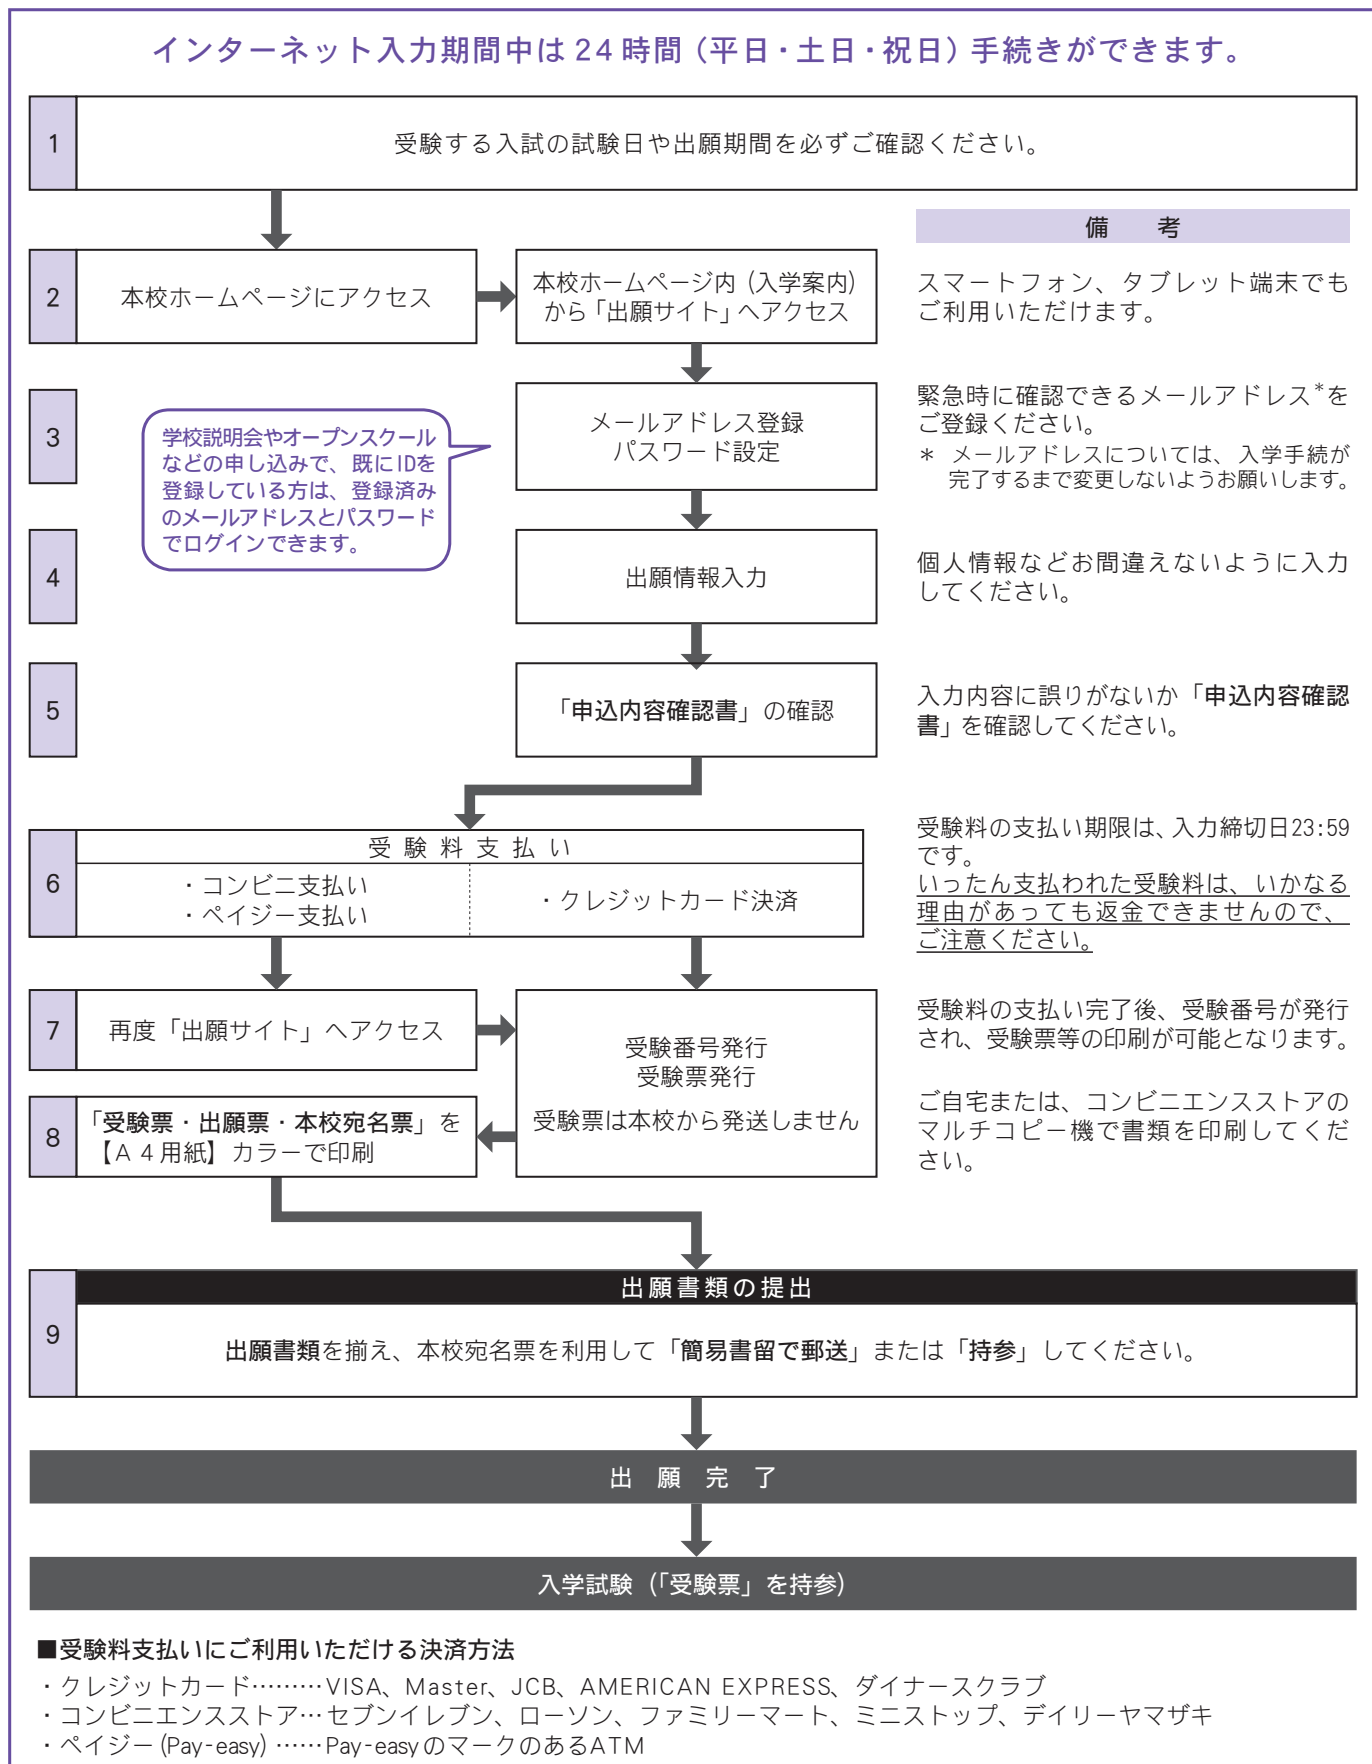 インターネット入力期間中は24時間（平日・土日・祝日）手続きができます。
1
受験する入試の試験日や出願期間を必ずご確認ください。
備　考
2
本校ホームページにアクセス
本校ホームページ内（入学案内）
から「出願サイト」へアクセス
スマートフォン、タブレット端末でも
ご利用いただけます。
3
学校説明会やオープンスクール
などの申し込みで、既にIDを
登録している方は、登録済み
のメールアドレスとパスワード
でログインできます。
メールアドレス登録
パスワード設定
緊急時に確認できるメールアドレス*を
ご登録ください。
＊ メールアドレスについては、入学手続が
完了するまで変更しないようお願いします。
4
出願情報入力
個人情報などお間違えないように入力
してください。
5
「申込内容確認書」の確認
入力内容に誤りがないか「申込内容確認
書」を確認してください。
6
受験料支払い
・コンビニ支払い
・ペイジー支払い
・クレジットカード決済
受験料の支払い期限は、入力締切日23:59
です。
いったん支払われた受験料は、いかなる
理由があっても返金できませんので、
ご注意ください。
7
再度「出願サイト」へアクセス
受験番号発行
受験票発行
受験票は本校から発送しません
受験料の支払い完了後、受験番号が発行
され、受験票等の印刷が可能となります。
8
「受験票・出願票・本校宛名票」を
【A4用紙】カラーで印刷
ご自宅または、コンビニエンスストアの
マルチコピー機で書類を印刷してくだ
さい。
9
出願書類の提出
出願書類を揃え、本校宛名票を利用して「簡易書留で郵送」または「持参」してください。
出　願　完　了
入学試験（「受験票」を持参）
■受験料支払いにご利用いただける決済方法
・クレジットカード………VISA、Master、JCB、AMERICAN EXPRESS、ダイナースクラブ
・コンビニエンスストア…セブンイレブン、ローソン、ファミリーマート、ミニストップ、デイリーヤマザキ
・ペイジー(Pay-easy)……Pay-easyのマークのあるATM